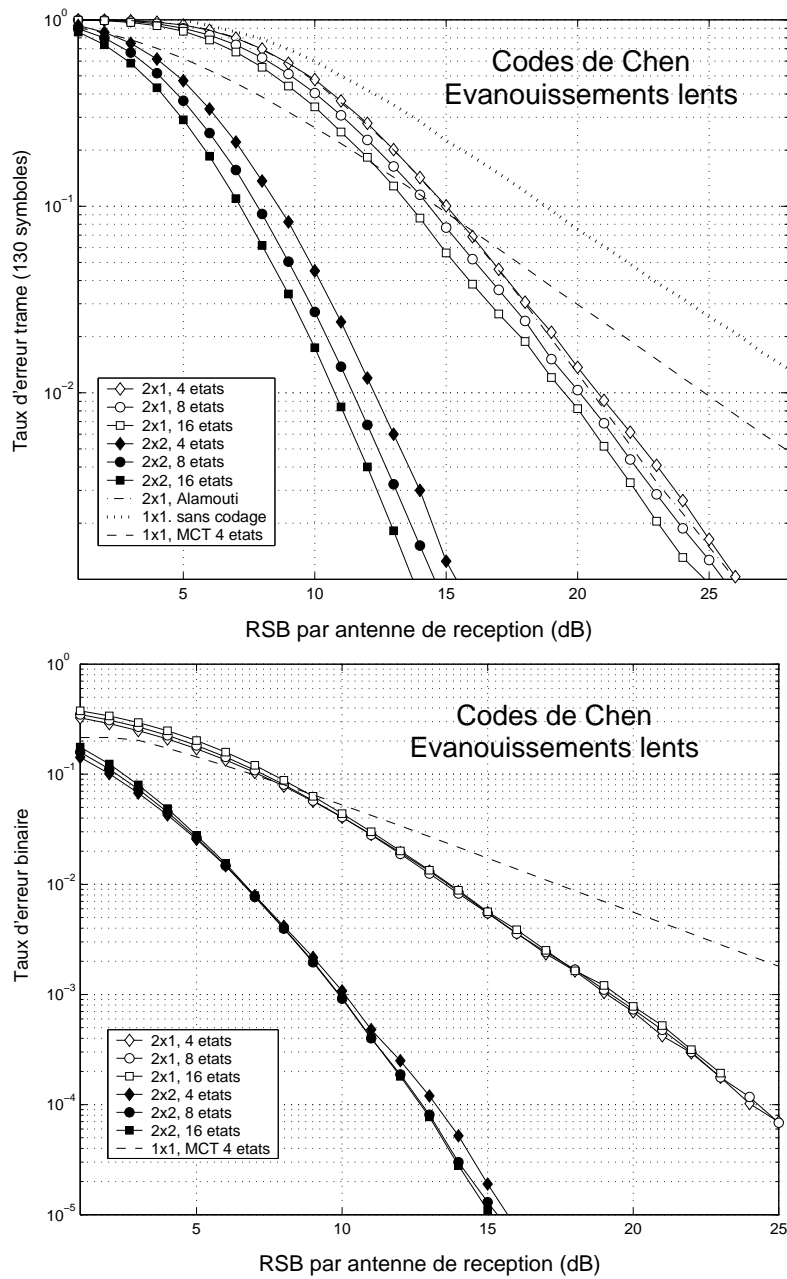 Codes de Chen
Evanouissements lents
10^0
10^-1
10^-2
Taux d'erreur trame (130 symboles)
2x1, 4 etats
2x1, 8 etats
2x1, 16 etats
2x2, 4 etats
2x2, 8 etats
2x2, 16 etats
2x1, Alamouti
1x1. sans codage
1x1, MCT 4 etats
5 10 15 20 25
RSB par antenne de reception (dB)
Codes de Chen
Evanouissements lents
10^0
10^-1
10^-2
10^-3
10^-4
10^-5
Taux d'erreur binaire
2x1, 4 etats
2x1, 8 etats
2x1, 16 etats
2x2, 4 etats
2x2, 8 etats
2x2, 16 etats
1x1, MCT 4 etats
5 10 15 20 25
RSB par antenne de reception (dB)